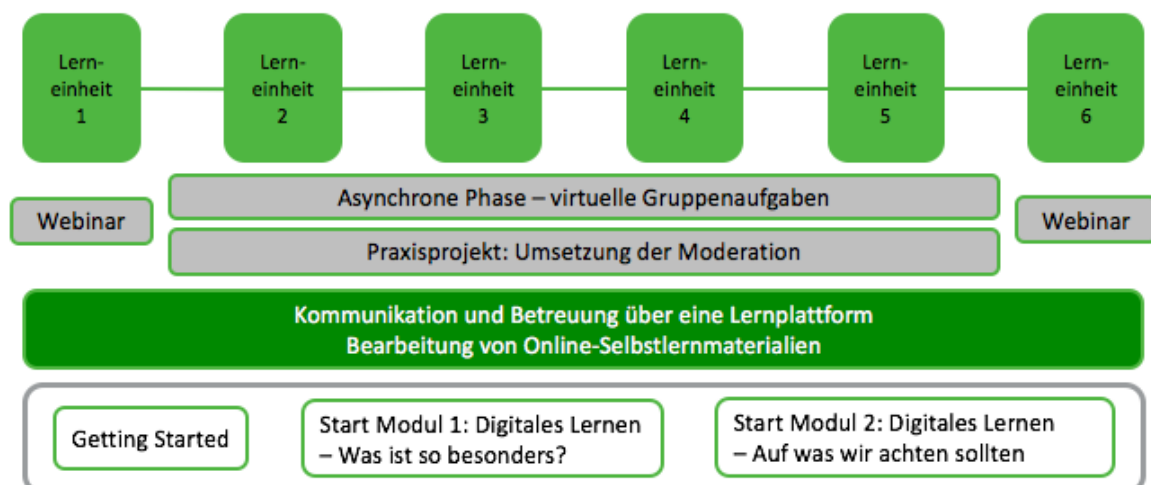 Lern-
einheit
1
Lern-
einheit
2
Lern-
einheit
3
Lern-
einheit
4
Lern-
einheit
5
Lern-
einheit
6
Webinar
Asynchrone Phase – virtuelle Gruppenaufgaben
Praxisprojekt: Umsetzung der Moderation
Webinar
Kommunikation und Betreuung über eine Lernplattform
Bearbeitung von Online-Selbstlernmaterialien
Getting Started
Start Modul 1: Digitales Lernen
– Was ist so besonders?
Start Modul 2: Digitales Lernen
– Auf was wir achten sollten